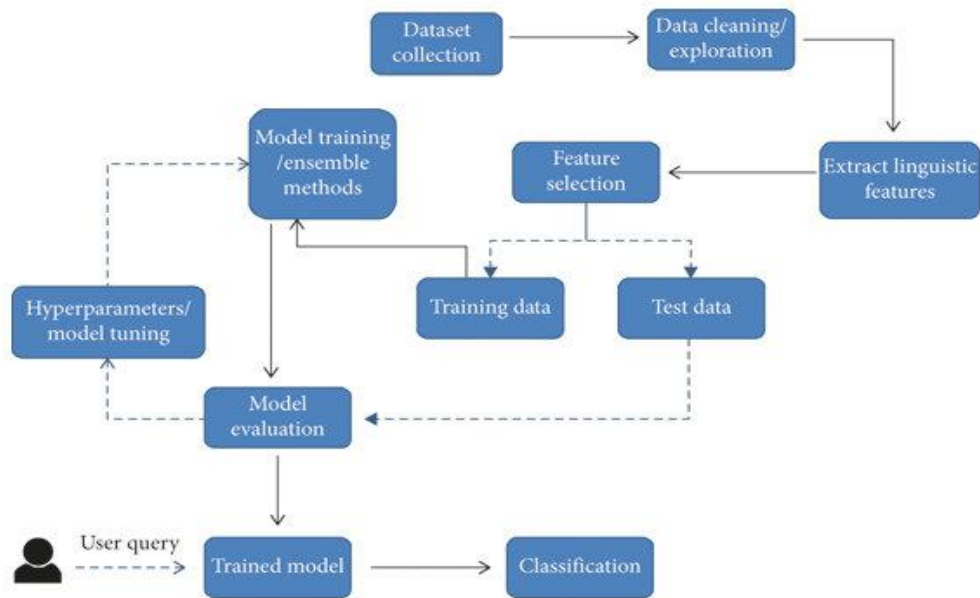 Dataset
collection
Data cleaning/
exploration
Model training
/ensemble
methods
Feature
selection
Extract linguistic
features
Hyperparameters/
model tuning
Training data
Test data
Model
evaluation
User query
Trained model
Classification